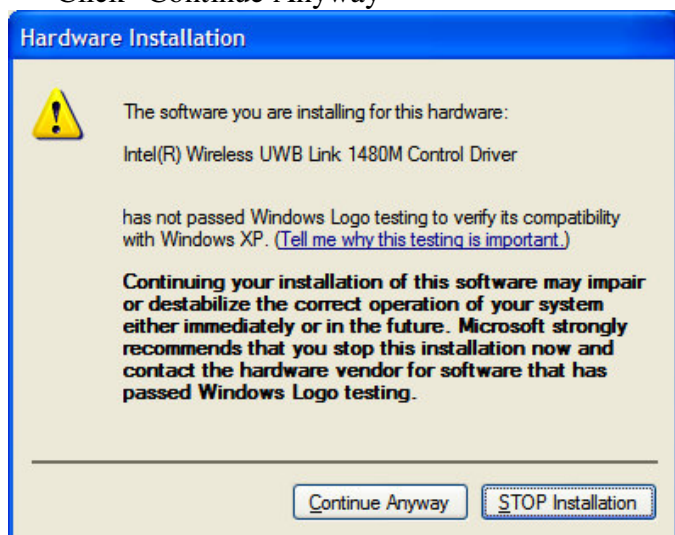 Click "Continue Anyway"
Hardware Installation
The software you are installing for this hardware:
Intel(R) Wireless UWB Link 1480M Control Driver
has not passed Windows Logo testing to verify its compatibility
with Windows XP. (Tell me why this testing is important.)
Continuing your installation of this software may impair
or destabilize the correct operation of your system
either immediately or in the future. Microsoft strongly
recommends that you stop this installation now and
contact the hardware vendor for software that has
passed Windows Logo testing.
Continue Anyway STOP Installation